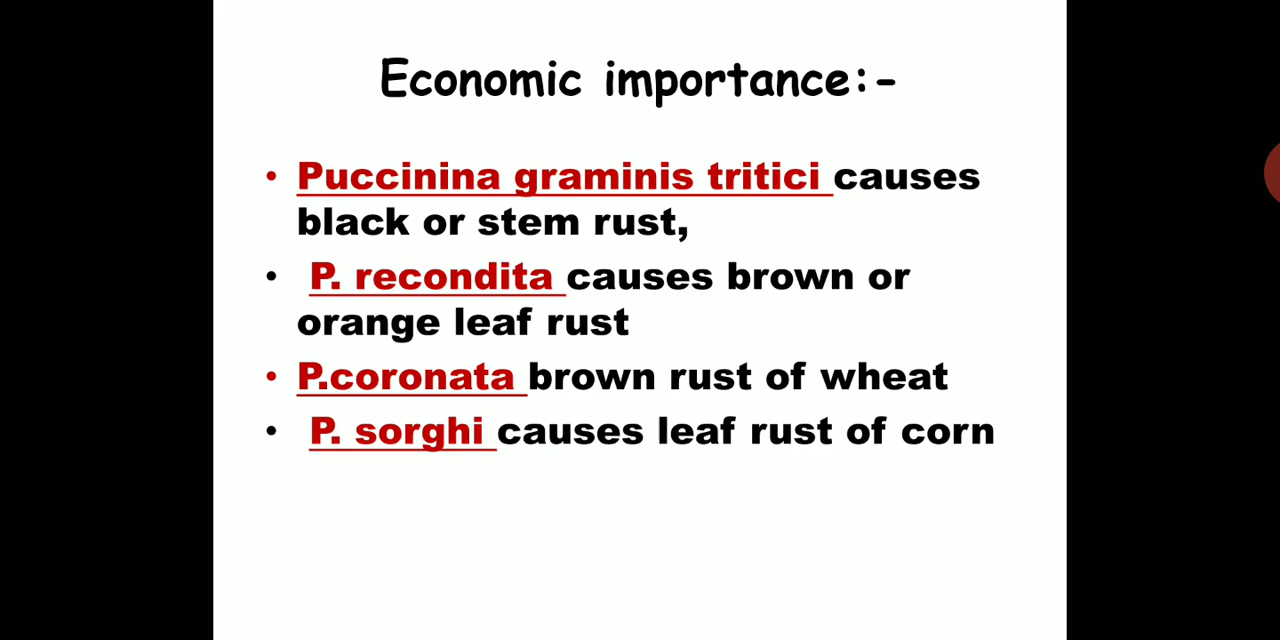 Economic importance:-
• Puccinina graminis tritici causes
black or stem rust,
• P. recondita causes brown or
orange leaf rust
• P.coronata brown rust of wheat
• P. sorghi causes leaf rust of corn